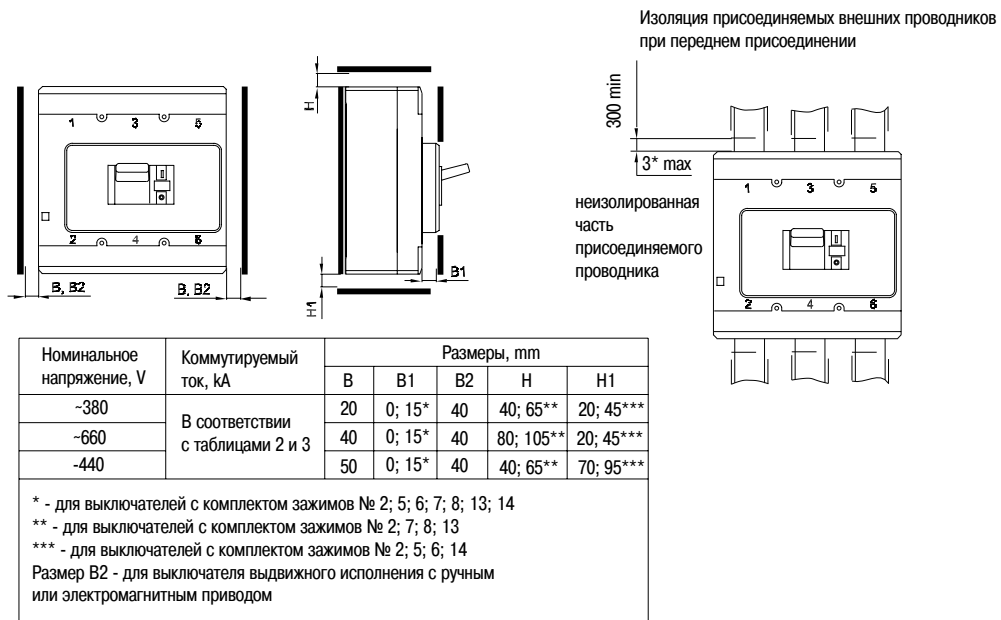 Изоляция присоединяемых внешних проводников
при переднем присоединении
H
1 3 5
2 4 6
B, B2 B, B2
B1
H1
300 min
3* max
неизолированная
часть
присоединяемого
проводника
1 3 5
2 4 6
Номинальное напряжение, V Коммутируемый ток, kA Размеры, mm
B B1 B2 H H1
~380 В соответствии с таблицами 2 и 3 20 0; 15* 40 40; 65** 20; 45***
~660 40 0; 15* 40 80; 105** 20; 45***
-440 50 0; 15* 40 40; 65** 70; 95***
* - для выключателей с комплектом зажимов № 2; 5; 6; 7; 8; 13; 14
** - для выключателей с комплектом зажимов № 2; 7; 8; 13
*** - для выключателей с комплектом зажимов № 2; 5; 6; 14
Размер B2 - для выключателя выдвижного исполнения с ручным
или электромагнитным приводом